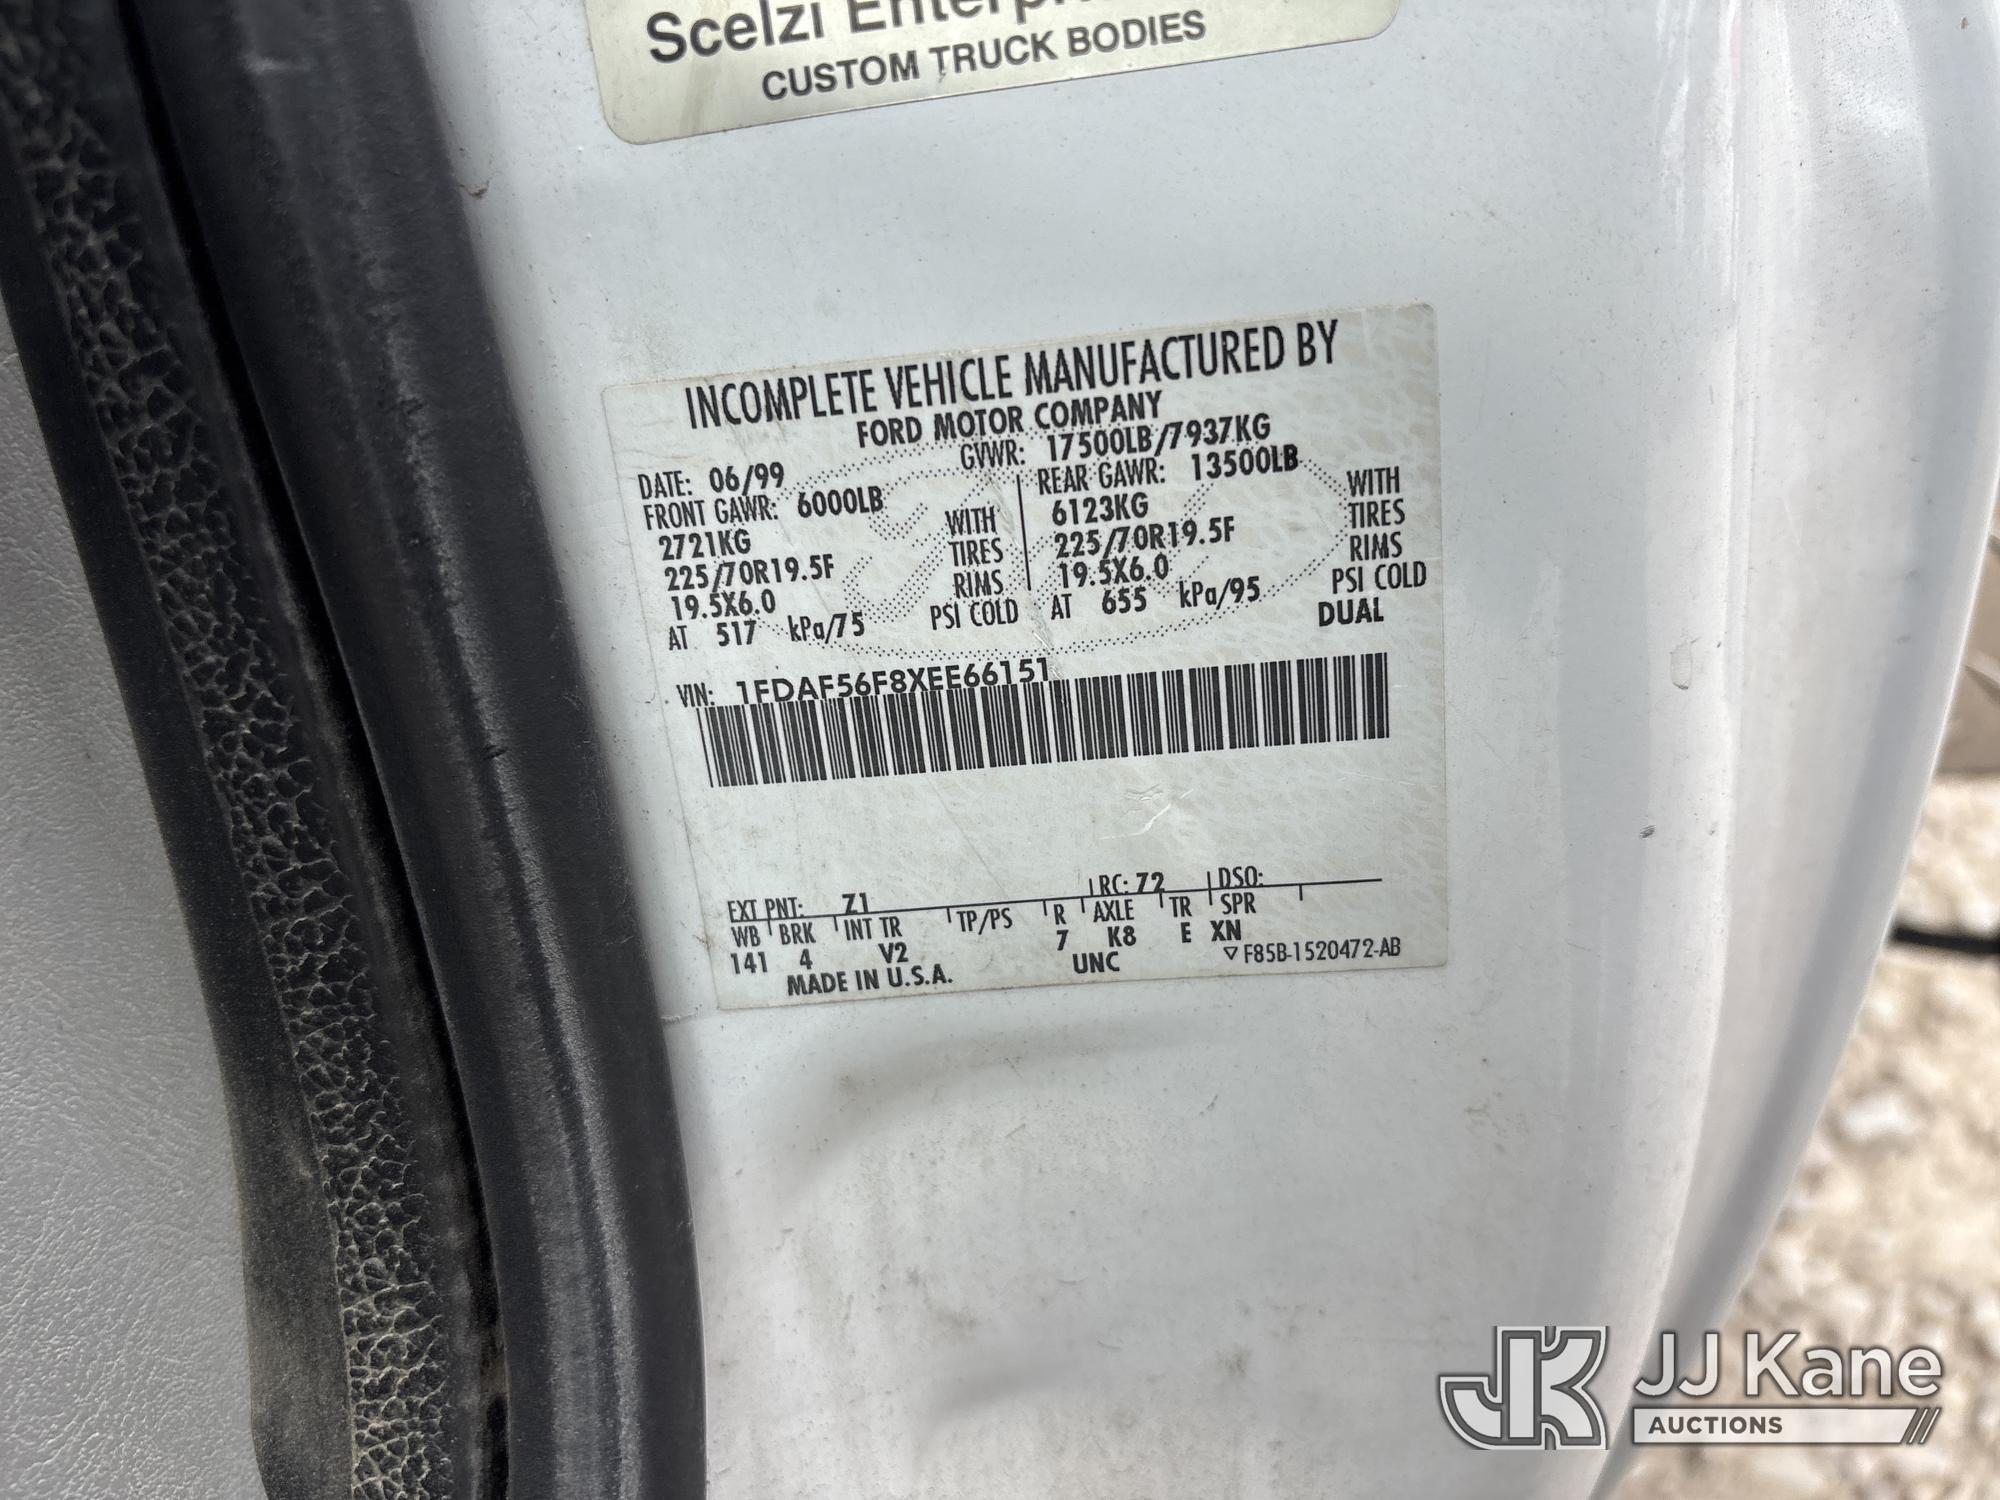 Scelzi
CUSTOM TRUCK BODIES
INCOMPLETE VEHICLE MANUFACTURED BY
FORD MOTOR COMPANY
DATE: 06/99 GVWR: 17500LB/7937KG
FRONT GAWR: 6000LB REAR GAWR: 13500LB
2721KG WITH 6123KG WITH
225/70R19.5F TIRES 225/70R19.5F TIRES
19.5X6.0 RIMS 19.5X6.0 RIMS
AT 517 kPa/75 PSI COLD AT 655 kPa/95 PSI COLD
DUAL
VIN: 1FDAF56F8XEE66151
EXT PNT: Z1 RC: 72 DSO:
WB BRK INT TR TP/PS R AXLE TR SPR
141 4 V2 7 K8 E XN
MADE IN U.S.A. UNC ▽F85B-1520472-AB
JK JJ Kane
AUCTIONS